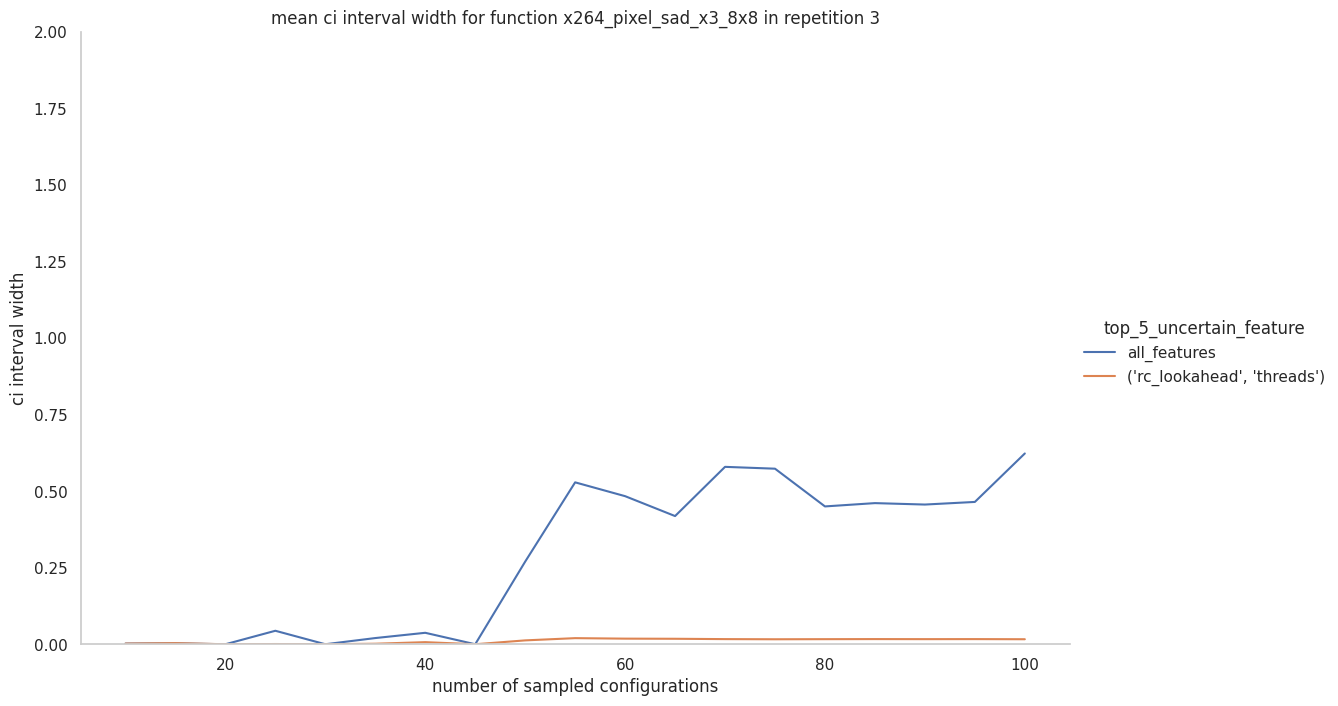 mean ci interval width for function x264_pixel_sad_x3_8x8 in repetition 3
2.00
1.75
1.50
1.25
1.00
0.75
0.50
0.25
0.00
ci interval width
20
40
60
80
100
number of sampled configurations
top_5_uncertain_feature
all_features
('rc_lookahead', 'threads')